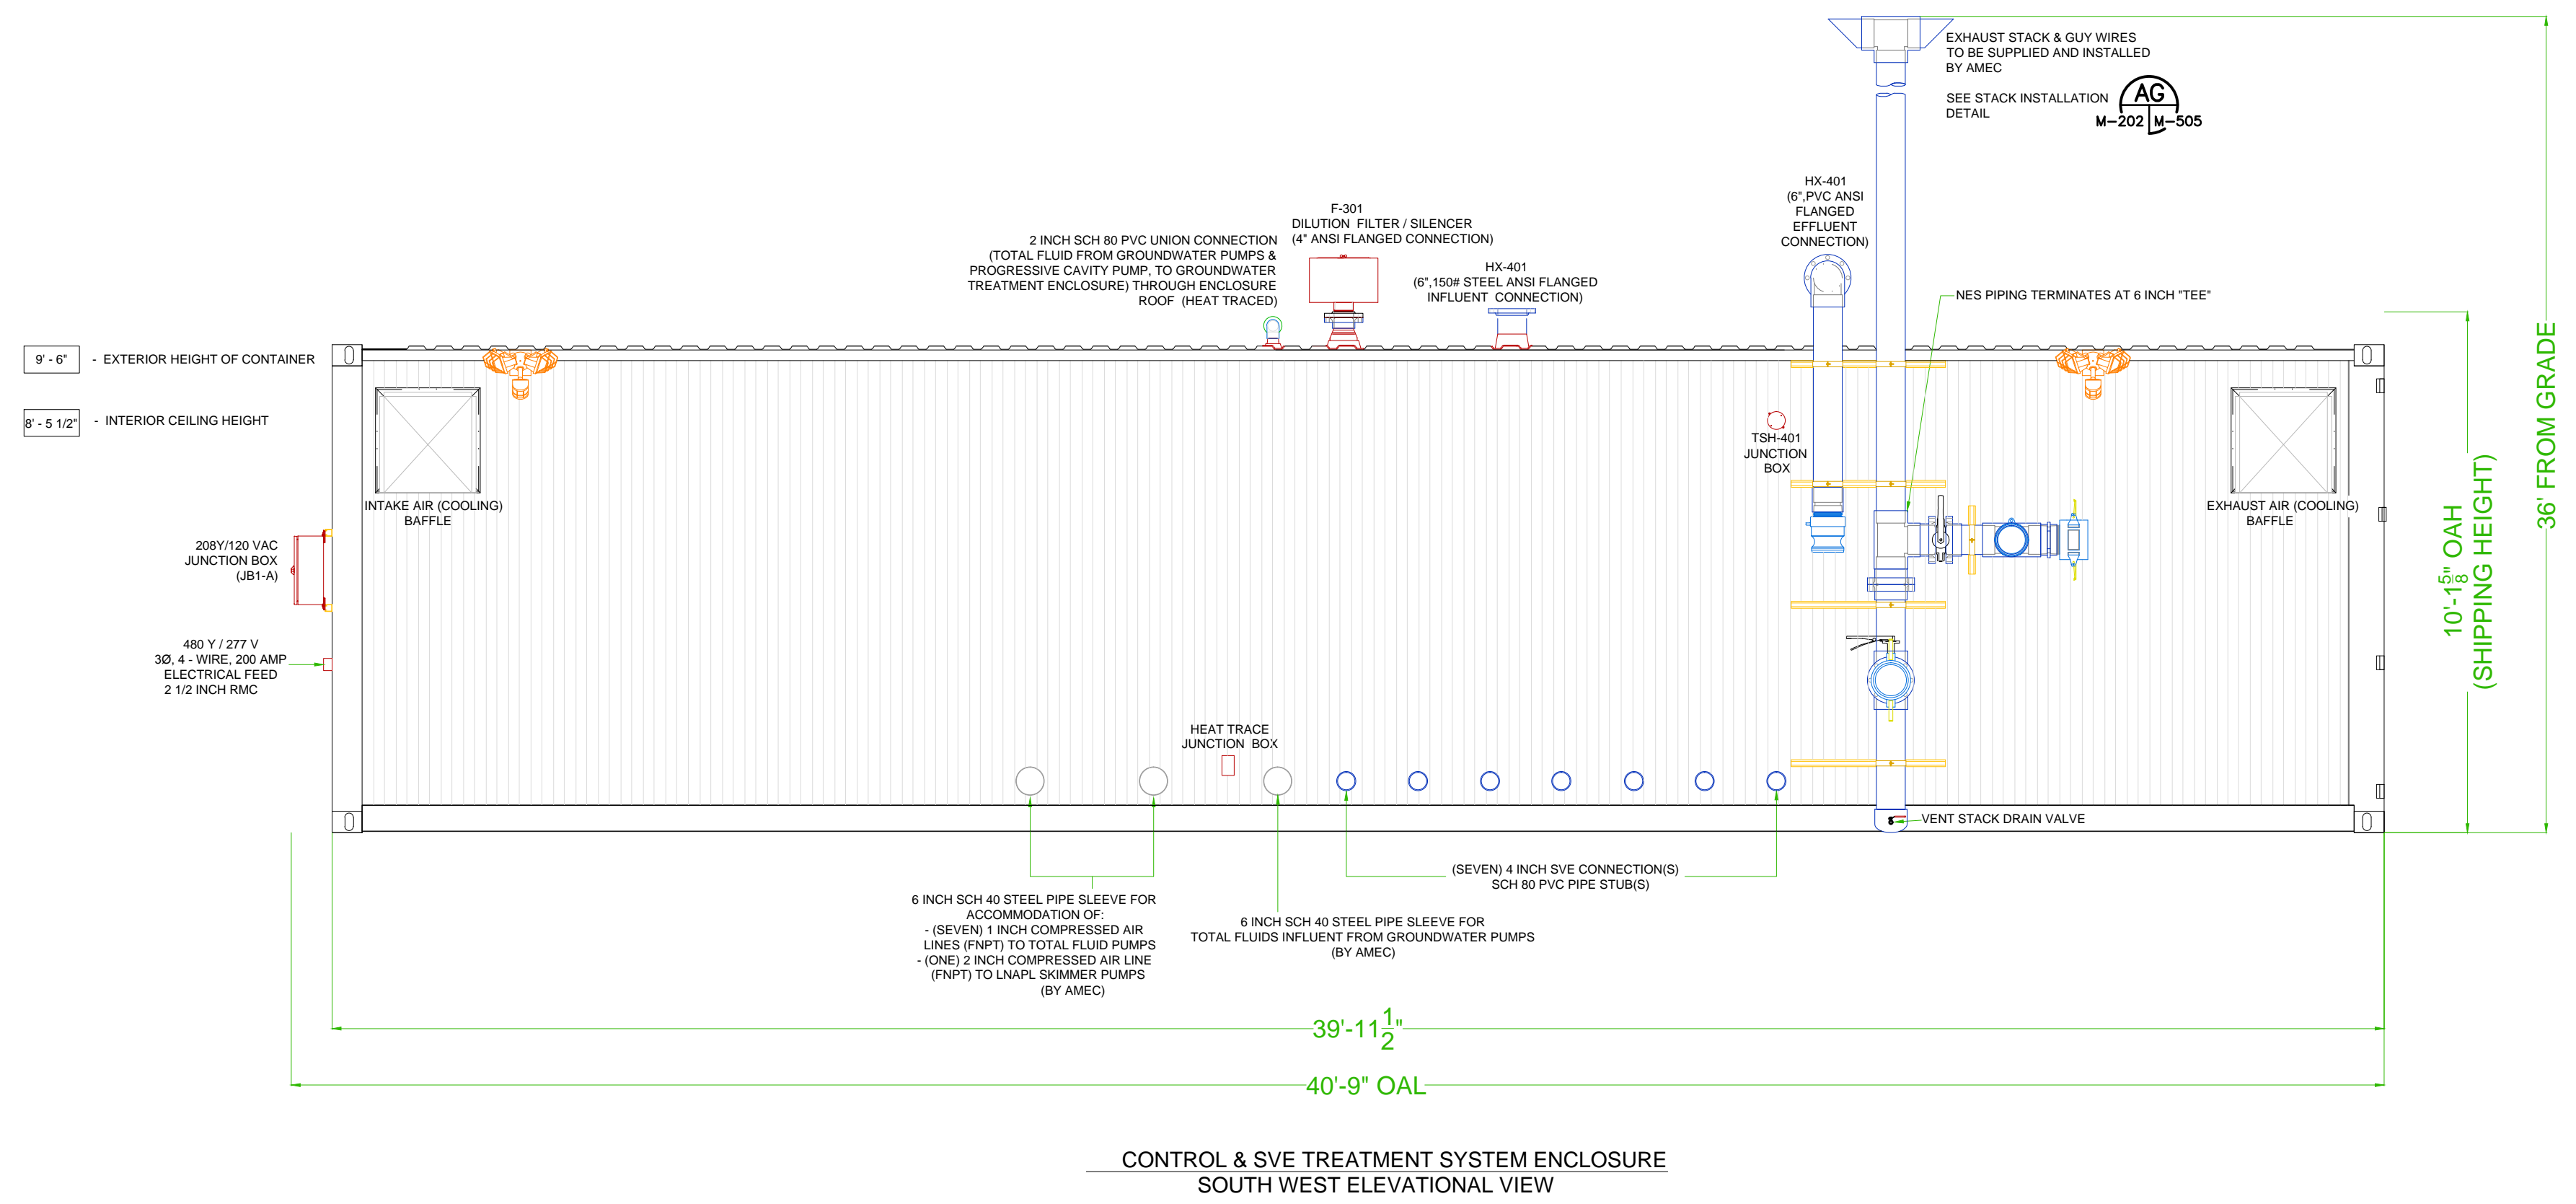 EXHAUST STACK & GUY WIRES
TO BE SUPPLIED AND INSTALLED
BY AMEC
SEE STACK INSTALLATION
DETAIL
AG
M-202 M-505
HX-401
(6",PVC ANSI
FLANGED
EFFLUENT
CONNECTION)
F-301
DILUTION FILTER / SILENCER
(4" ANSI FLANGED CONNECTION)
2 INCH SCH 80 PVC UNION CONNECTION
(TOTAL FLUID FROM GROUNDWATER PUMPS &
PROGRESSIVE CAVITY PUMP, TO GROUNDWATER
TREATMENT ENCLOSURE) THROUGH ENCLOSURE
ROOF (HEAT TRACED)
HX-401
(6",150# STEEL ANSI FLANGED
INFLUENT CONNECTION)
NES PIPING TERMINATES AT 6 INCH "TEE"
9' - 6" - EXTERIOR HEIGHT OF CONTAINER
8' - 5 1/2" - INTERIOR CEILING HEIGHT
TSH-401
JUNCTION
BOX
INTAKE AIR (COOLING)
BAFFLE
EXHAUST AIR (COOLING)
BAFFLE
208Y/120 VAC
JUNCTION BOX
(JB1-A)
480 Y / 277 V
3Ø, 4 - WIRE, 200 AMP
ELECTRICAL FEED
2 1/2 INCH RMC
HEAT TRACE
JUNCTION BOX
36' FROM GRADE
10'-1 5/8" OAH
(SHIPPING HEIGHT)
VENT STACK DRAIN VALVE
(SEVEN) 4 INCH SVE CONNECTION(S)
SCH 80 PVC PIPE STUB(S)
6 INCH SCH 40 STEEL PIPE SLEEVE FOR
ACCOMMODATION OF:
- (SEVEN) 1 INCH COMPRESSED AIR
LINES (FNPT) TO TOTAL FLUID PUMPS
- (ONE) 2 INCH COMPRESSED AIR LINE
(FNPT) TO LNAPL SKIMMER PUMPS
(BY AMEC)
6 INCH SCH 40 STEEL PIPE SLEEVE FOR
TOTAL FLUIDS INFLUENT FROM GROUNDWATER PUMPS
(BY AMEC)
39'-11 1/2"
40'-9" OAL
CONTROL & SVE TREATMENT SYSTEM ENCLOSURE
SOUTH WEST ELEVATIONAL VIEW